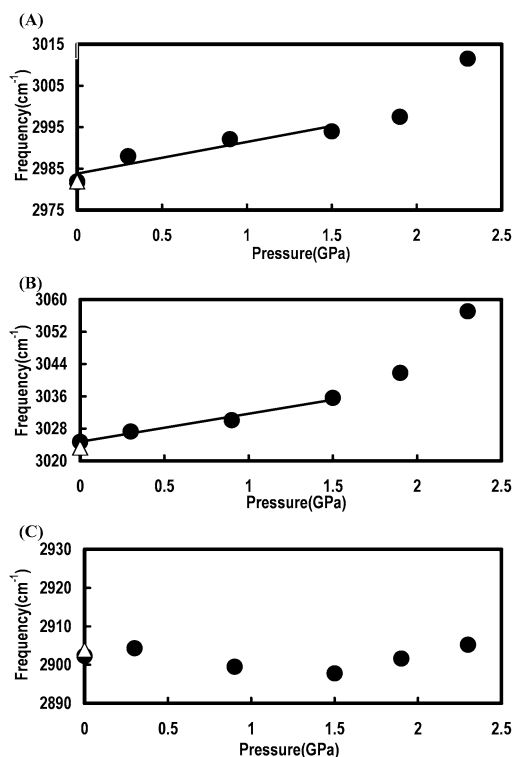 (A)
Frequency(cm-1)
3015
3005
2995
2985
2975
0 0.5 1 1.5 2 2.5
Pressure(GPa)
(B)
Frequency(cm-1)
3060
3052
3044
3036
3028
3020
0 0.5 1 1.5 2 2.5
Pressure(GPa)
(C)
Frequency(cm-1)
2930
2920
2910
2900
2890
0 0.5 1 1.5 2 2.5
Pressure(GPa)